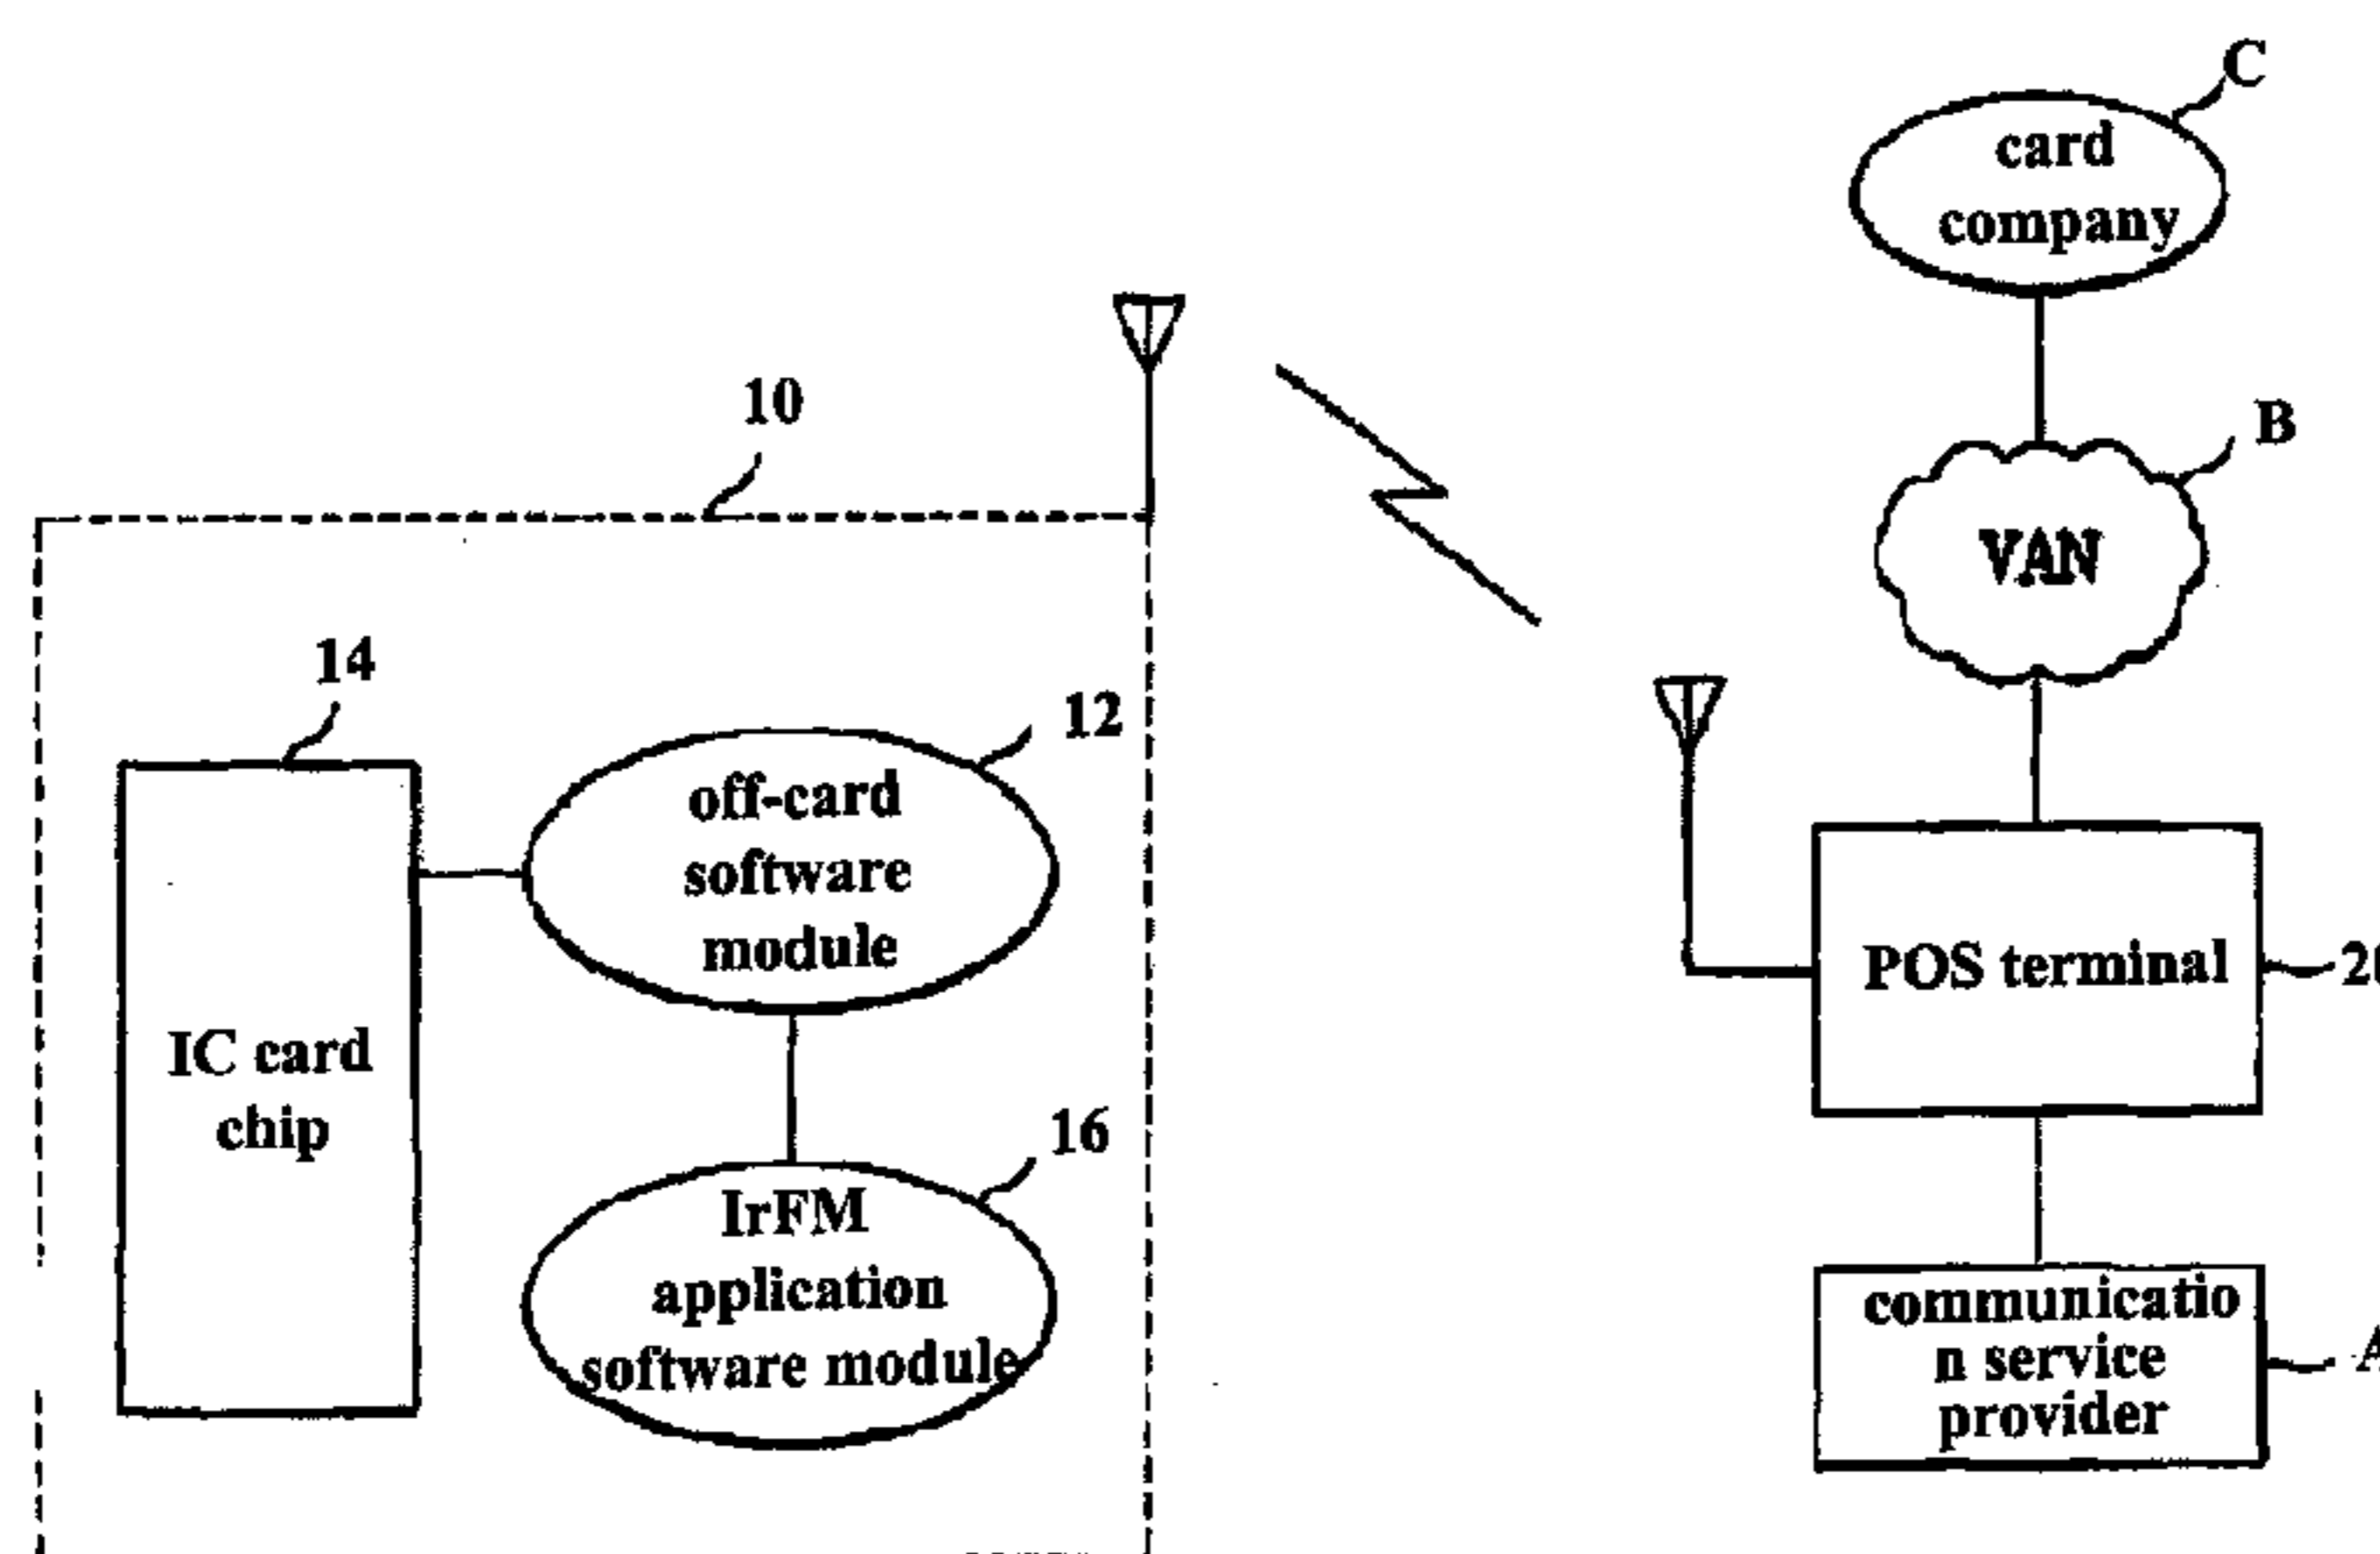 C
card
company
10
B
VAN
14
12
off-card
software
module
POS terminal
IC card
chip
16
IrFM
application
software module
communicatio
n service
provider